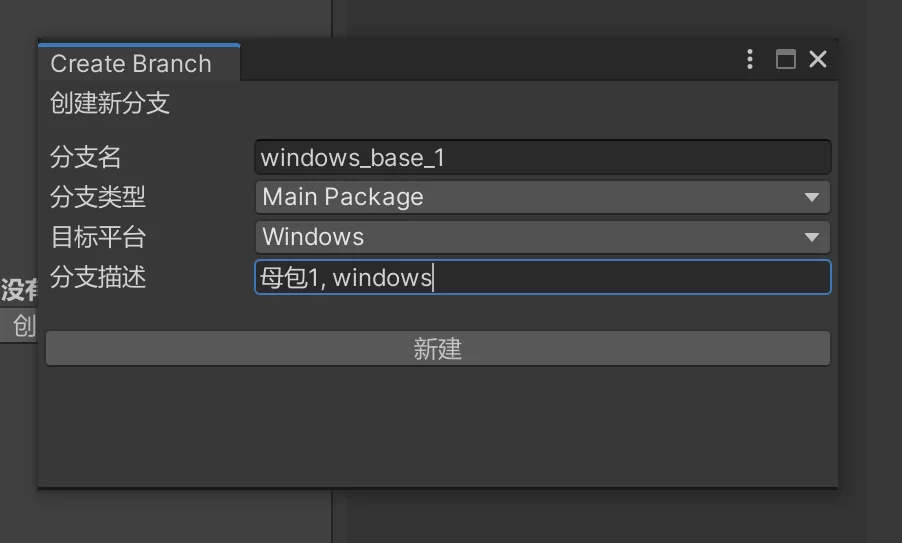 Create Branch
创建新分支
分支名 windows_base_1
分支类型 Main Package
目标平台 Windows
分支描述 母包1, windows
没有
创
新建